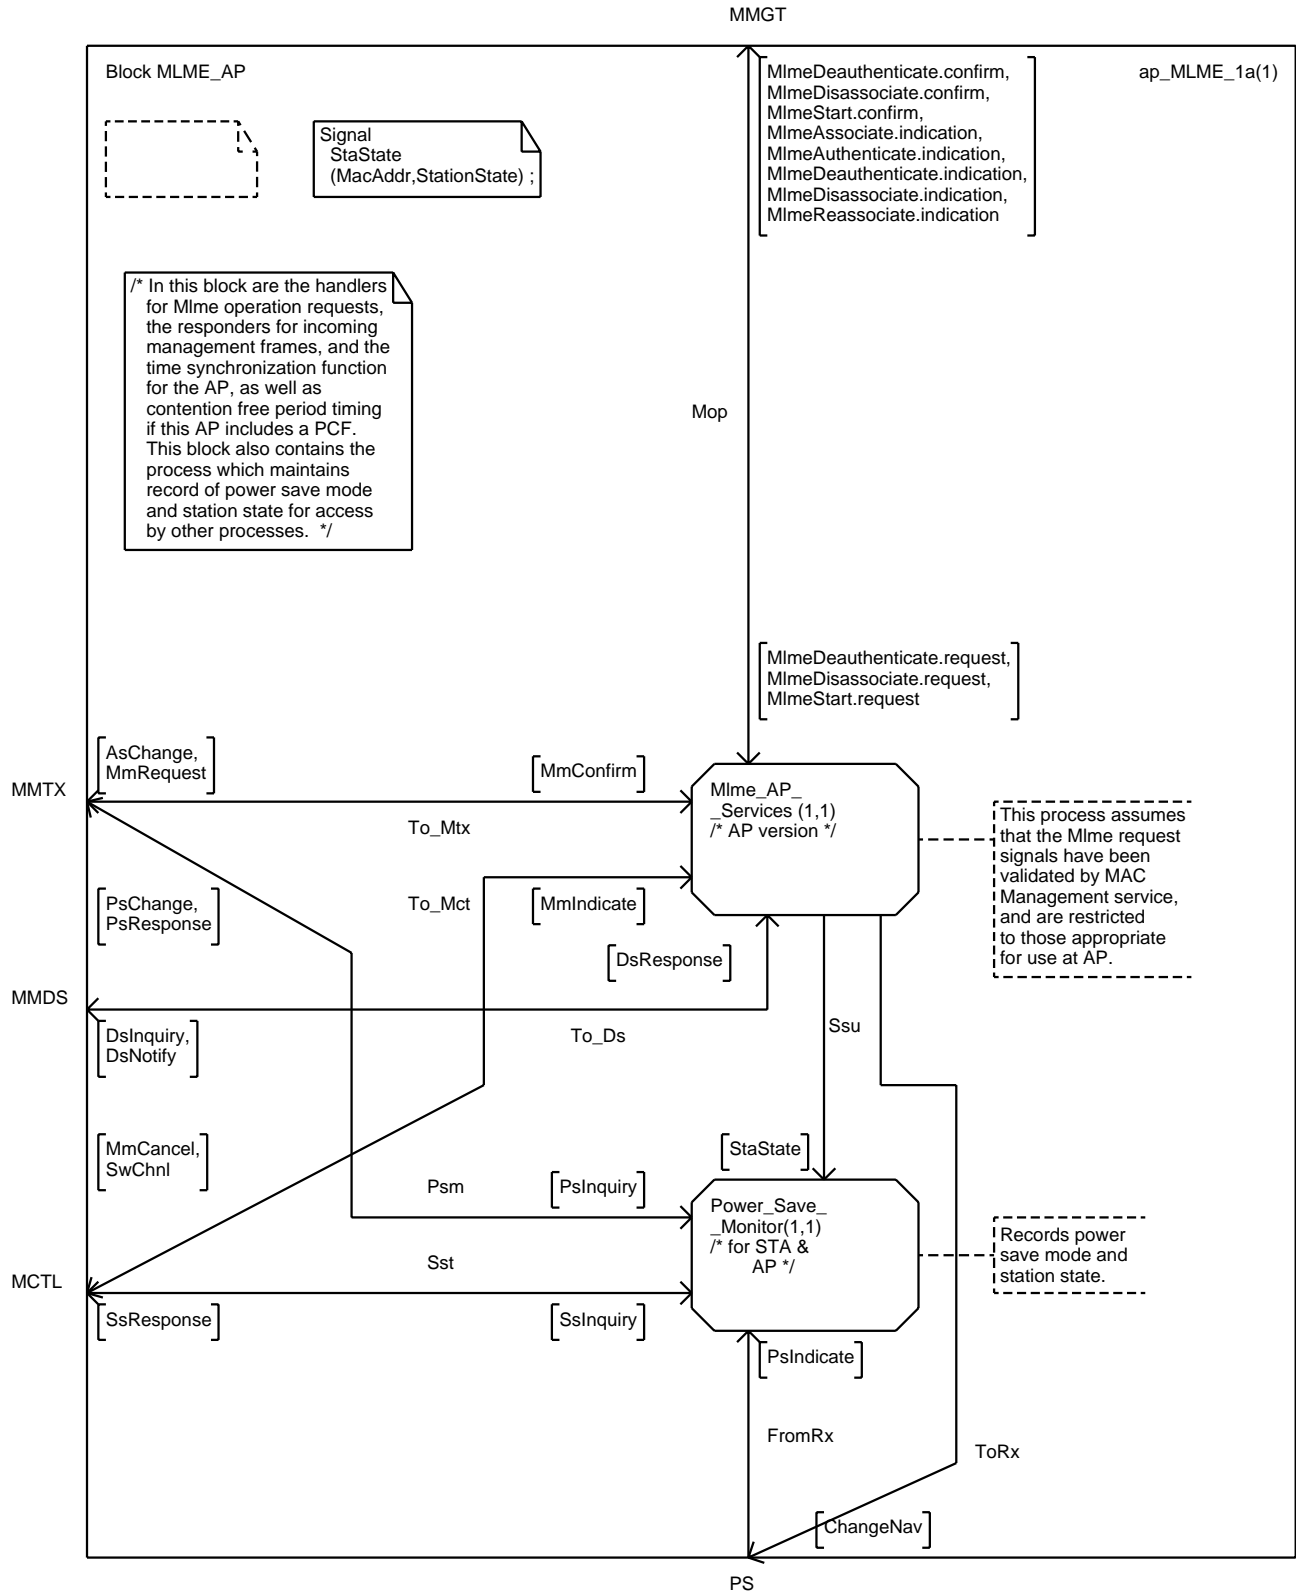 MMGT
Block MLME_AP
ap_MLME_1a(1)
MlmeDeauthenticate.confirm,
MlmeDisassociate.confirm,
MlmeStart.confirm,
MlmeAssociate.indication,
MlmeAuthenticate.indication,
MlmeDeauthenticate.indication,
MlmeDisassociate.indication,
MlmeReassociate.indication
Signal
StaState
(MacAddr,StationState) ;
/* In this block are the handlers
for Mlme operation requests,
the responders for incoming
management frames, and the
time synchronization function
for the AP, as well as
contention free period timing
if this AP includes a PCF.
This block also contains the
process which maintains
record of power save mode
and station state for access
by other processes.  */
Mop
MlmeDeauthenticate.request,
MlmeDisassociate.request,
MlmeStart.request
AsChange,
MmRequest
MmConfirm
MMTX
To_Mtx
Mlme_AP_
_Services (1,1)
/* AP version */
This process assumes
that the Mlme request
signals have been
validated by MAC
Management service,
and are restricted
to those appropriate
for use at AP.
PsChange,
PsResponse
To_Mct
MmIndicate
DsResponse
MMDS
DsInquiry,
DsNotify
To_Ds
Ssu
MmCancel,
SwChnl
StaState
Psm
PsInquiry
Power_Save_
_Monitor(1,1)
/* for STA &
AP */
Records power
save mode and
station state.
Sst
MCTL
SsResponse
SsInquiry
PsIndicate
FromRx
ToRx
ChangeNav
PS